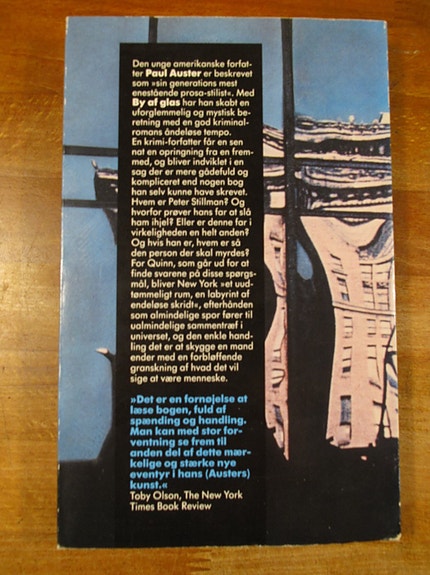 Den unge amerikanske forfat-
ter Paul Auster er beskrevet
som »sin generations mest
enestående prosa-stilist«. Med
By af glas har han skabt en
uforglemmelig og mystisk be-
retning med en god kriminal-
romans åndeløse tempo.
En krimi-forfatter får en sen
nat en opringning fra en frem-
med, og bliver indviklet i en
sag der er mere gådefuld og
kompliceret end nogen bog
han selv kunne have skrevet.
Hvem er Peter Stillman? Og
hvorfor prøver hans far at slå
ham ihjel? Eller er denne far i
virkeligheden en helt anden?
Og hvis han er, hvem er så
den person der skal myrdes?
For Quinn, som går ud for at
finde svarene på disse spørgs-
mål, bliver New York »et uud-
tømmeligt rum, en labyrint af
endeløse skridt«, efterhånden
som almindelige spor fører til
ualmindelige sammentræf i
universet, og den enkle hand-
ling det er at skygge en mand
ender med en forbløffende
granskning af hvad det vil
sige at være menneske.
»Det er en fornøjelse at
læse bogen, fuld af
spænding og handling.
Man kan med stor for-
ventning se frem til
anden del af dette mær-
kelige og stærke nye
eventyr i hans (Austers)
kunst.«
Toby Olson, The New York
Times Book Review